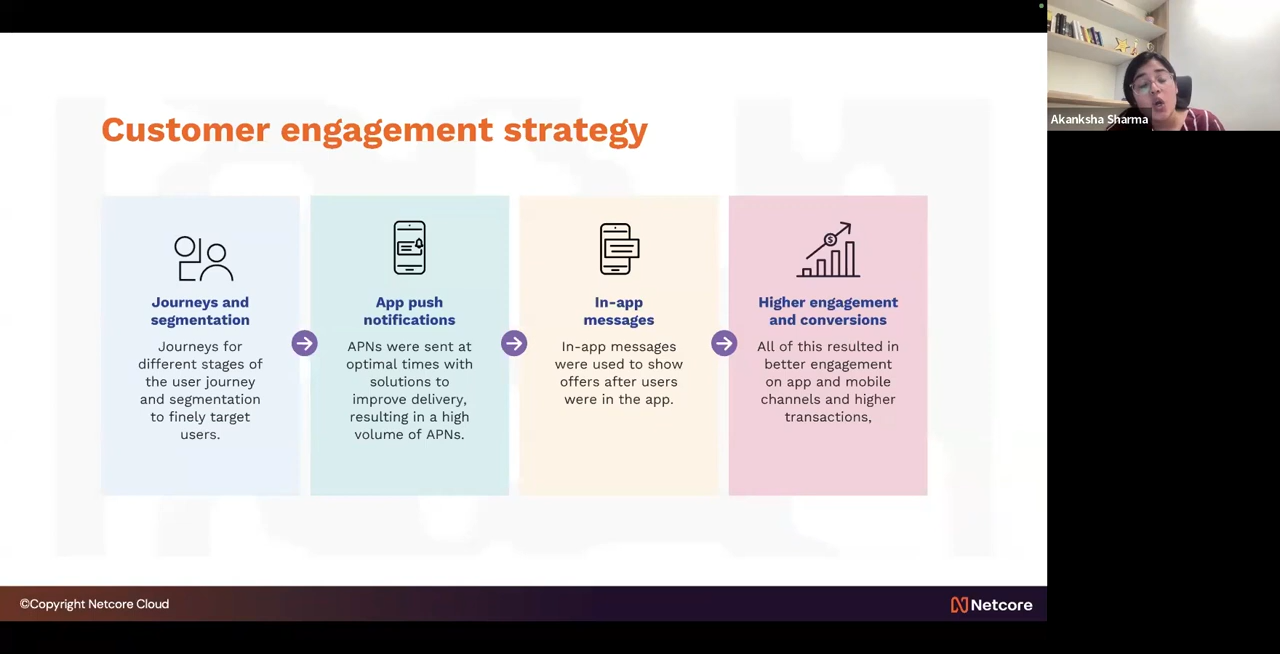 Customer engagement strategy
Journeys and
segmentation
Journeys for
different stages of
the user journey
and segmentation
to finely target
users.
App push
notifications
APNs were sent at
optimal times with
solutions to
improve delivery,
resulting in a high
volume of APNs.
In-app
messages
In-app messages
were used to show
offers after users
were in the app.
$
Higher engagement
and conversions
All of this resulted in
better engagement
on app and mobile
channels and higher
transactions,
©Copyright Netcore Cloud
Netcore
Akanksha Sharma